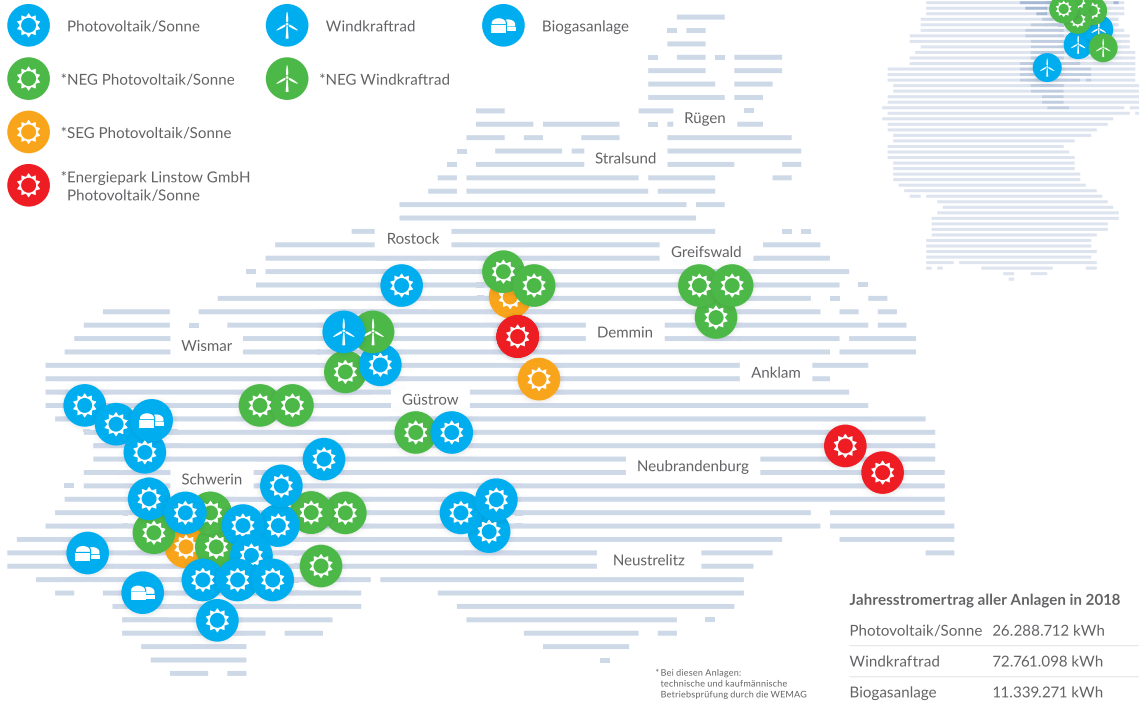 Photovoltaik/Sonne
Windkraftrad
Biogasanlage
*NEG Photovoltaik/Sonne
*NEG Windkraftrad
*SEG Photovoltaik/Sonne
*Energiepark Linstow GmbH
Photovoltaik/Sonne
Rügen
Stralsund
Rostock
Greifswald
Demmin
Wismar
Anklam
Güstrow
Neubrandenburg
Schwerin
Neustrelitz
Jahresstromertrag aller Anlagen in 2018
Photovoltaik/Sonne 26.288.712 kWh
Windkraftrad 72.761.098 kWh
Biogasanlage 11.339.271 kWh
*Bei diesen Anlagen:
technische und kaufmännische
Betriebsprüfung durch die WEMAG